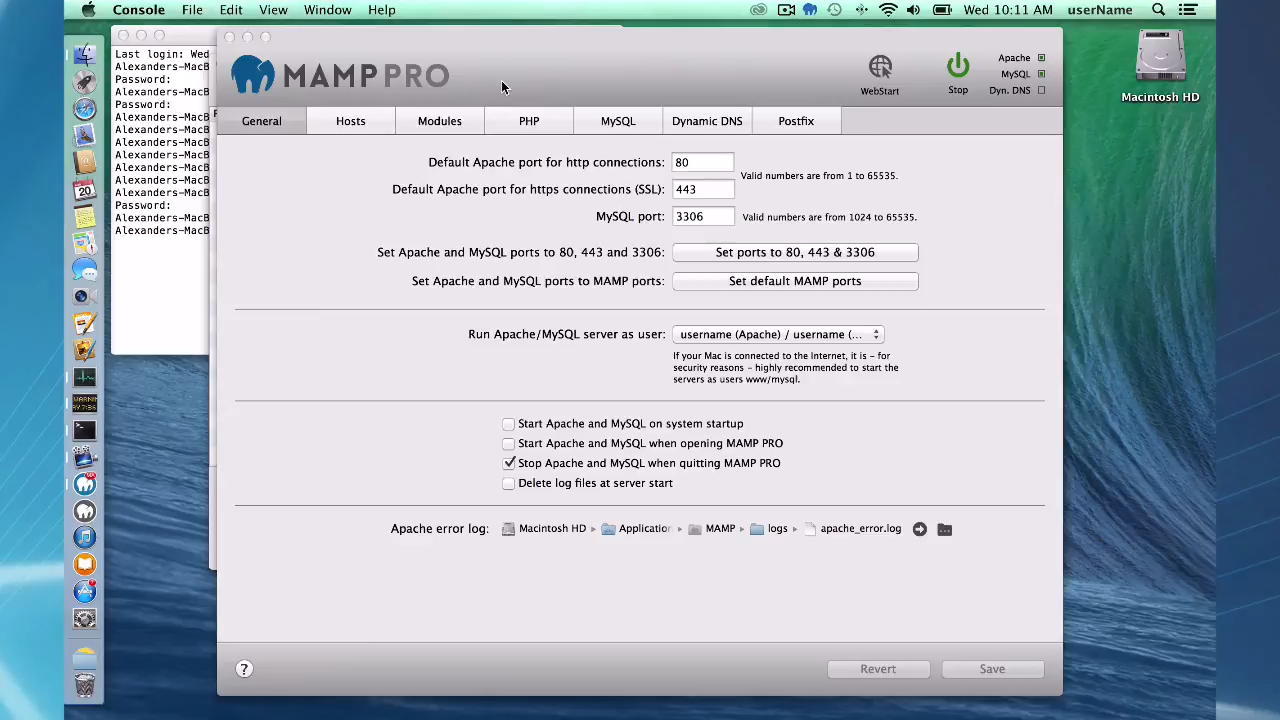 Console File Edit View Window Help
Wed 10:11 AM userName
Last login: Wed
Alexanders-MacB
Password:
Alexanders-MacB
Password:
Alexanders-MacB
Alexanders-MacB
Alexanders-MacB
Alexanders-MacB
Alexanders-MacB
Alexanders-MacB
Alexanders-MacB
Password:
Alexanders-MacB
Alexanders-MacB
MAMP PRO
WebStart
Stop
Apache
MySQL
Dyn. DNS
Macintosh HD
General Hosts Modules PHP MySQL Dynamic DNS Postfix
Default Apache port for http connections: 80
Valid numbers are from 1 to 65535.
Default Apache port for https connections (SSL): 443
MySQL port: 3306 Valid numbers are from 1024 to 65535.
Set Apache and MySQL ports to 80, 443 and 3306: Set ports to 80, 443 & 3306
Set Apache and MySQL ports to MAMP ports: Set default MAMP ports
Run Apache/MySQL server as user: username (Apache) / username (...
If your Mac is connected to the Internet, it is - for
security reasons - highly recommended to start the
servers as users www/mysql.
Start Apache and MySQL on system startup
Start Apache and MySQL when opening MAMP PRO
Stop Apache and MySQL when quitting MAMP PRO
Delete log files at server start
Apache error log: Macintosh HD Application MAMP logs apache_error.log
?
Revert Save
20